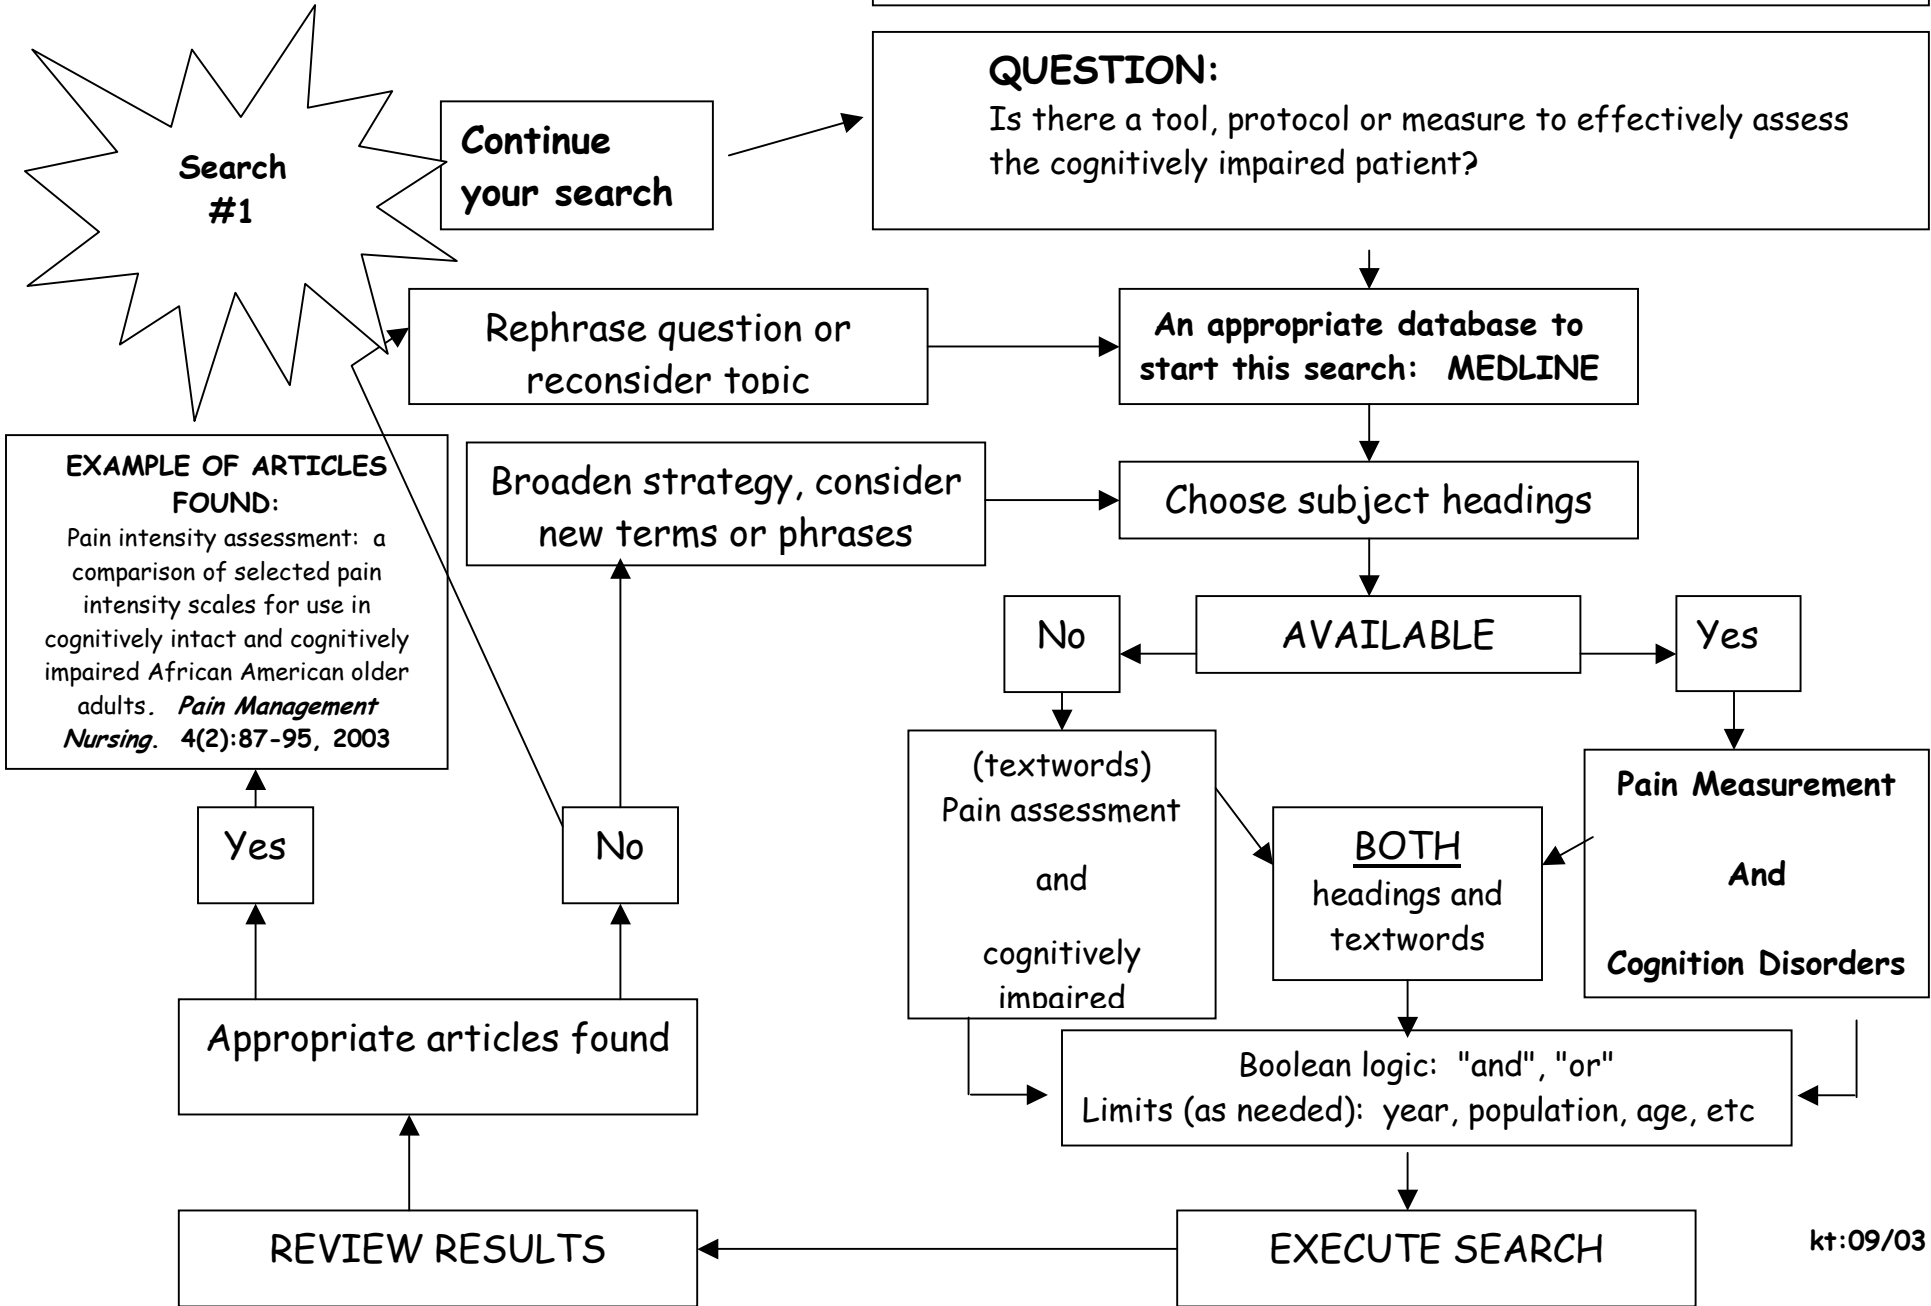 Search
#1
Continue
your search
QUESTION:
Is there a tool, protocol or measure to effectively assess
the cognitively impaired patient?
Rephrase question or
reconsider topic
An appropriate database to
start this search: MEDLINE
EXAMPLE OF ARTICLES
FOUND:
Pain intensity assessment: a
comparison of selected pain
intensity scales for use in
cognitively intact and cognitively
impaired African American older
adults. Pain Management
Nursing. 4(2):87-95, 2003
Broaden strategy, consider
new terms or phrases
Choose subject headings
No
AVAILABLE
Yes
(textwords)
Pain assessment
and
cognitively
impaired
BOTH
headings and
textwords
Pain Measurement
And
Cognition Disorders
Yes
No
Appropriate articles found
Boolean logic: "and", "or"
Limits (as needed): year, population, age, etc
REVIEW RESULTS
EXECUTE SEARCH
kt:09/03